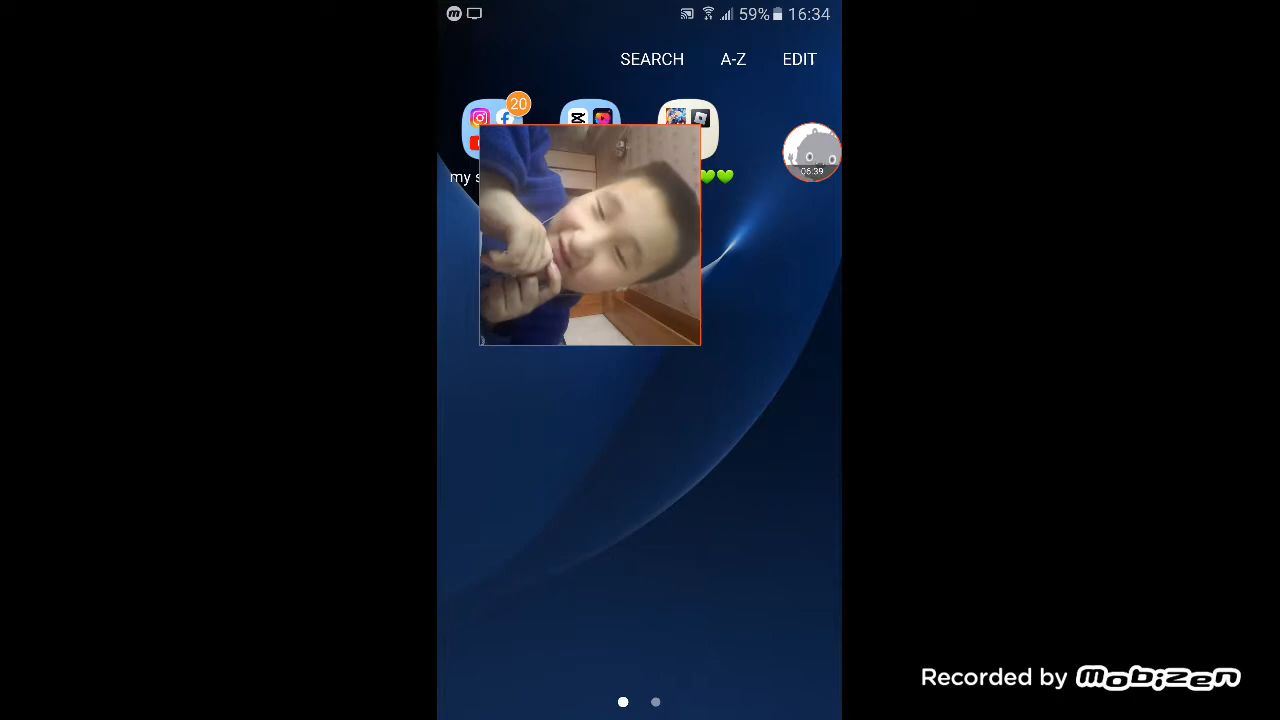 59% 16:34
SEARCH A-Z EDIT
20
06:39
my s
💚💚
Recorded by mobizen